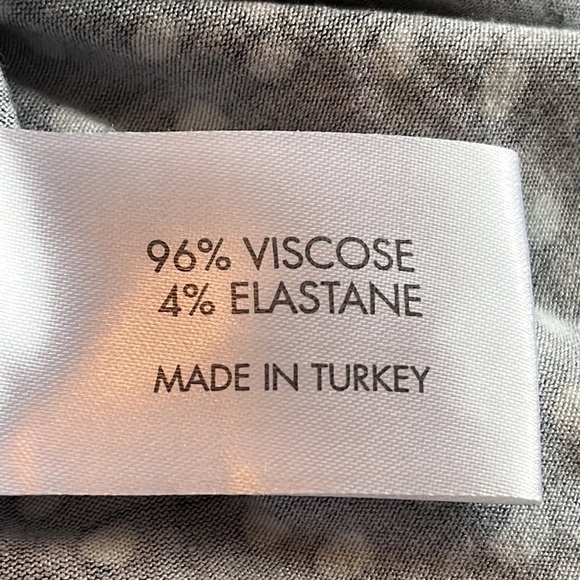 96% VISCOSE
4% ELASTANE
MADE IN TURKEY